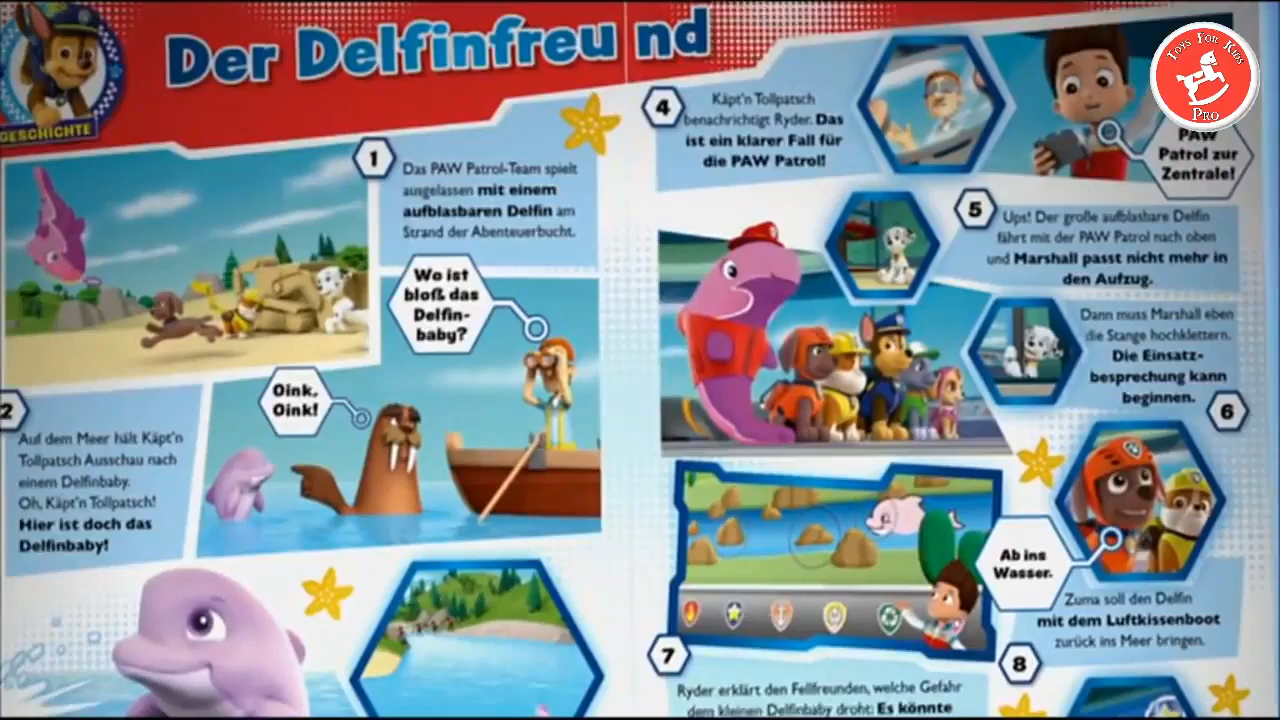 Der Delfinfreu nd
GESCHICHTE
1
Das PAW Patrol-Team spielt
ausgelassen mit einem
aufblasbaren Delfin am
Strand der Abenteuerbucht.
Wo ist
bloß das
Delfin-
baby?
Oink,
Oink!
2
Auf dem Meer hält Käpt'n
Tollpatsch Ausschau nach
einem Delfinbaby.
Oh, Käpt'n Tollpatsch!
Hier ist doch das
Delfinbaby!
4
Käpt'n Tollpatsch
benachrichtigt Ryder. Das
ist ein klarer Fall für
die PAW Patrol!
PAW
Patrol zur
Zentrale!
5
Ups! Der große aufblasbare Delfin
fährt mit der PAW Patrol nach oben
und Marshall passt nicht mehr in
den Aufzug.
Dann muss Marshall eben
die Stange hochklettern.
Die Einsatz-
besprechung kann
beginnen.
6
Ab ins
Wasser.
Zuma soll den Delfin
mit dem Luftkissenboot
zurück ins Meer bringen.
7
Ryder erklärt den Fellfreunden, welche Gefahr
dem kleinen Delfinbaby droht: Es könnte
8
Toys For Kids
Pro